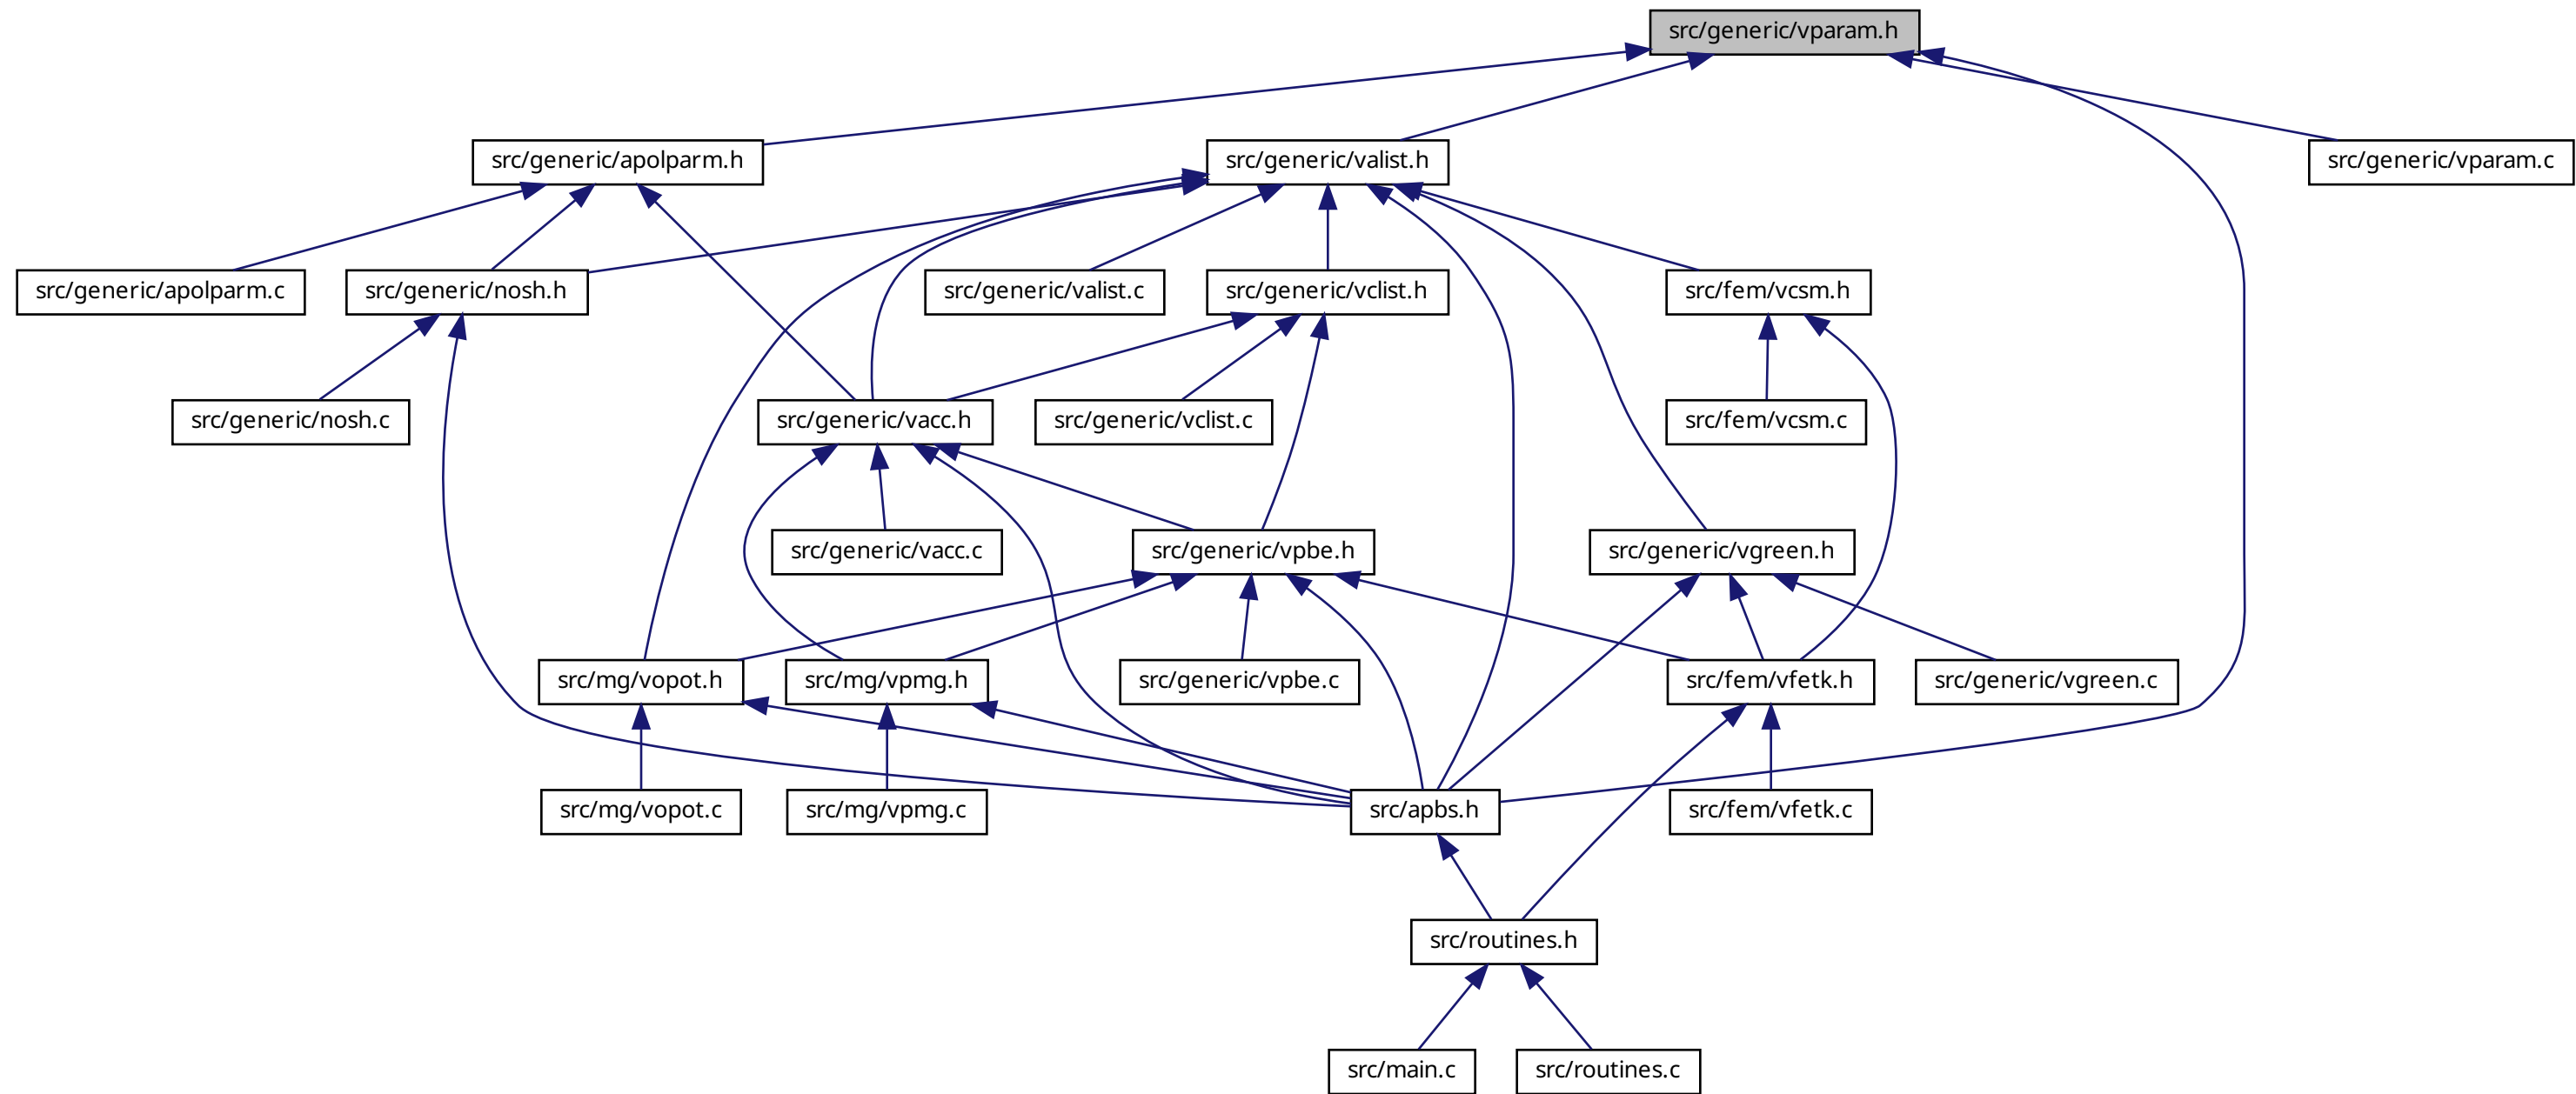 src/generic/vparam.h
src/generic/apolparm.h
src/generic/valist.h
src/generic/vparam.c
src/generic/apolparm.c
src/generic/nosh.h
src/generic/valist.c
src/generic/vclist.h
src/fem/vcsm.h
src/generic/nosh.c
src/generic/vacc.h
src/generic/vclist.c
src/fem/vcsm.c
src/generic/vacc.c
src/generic/vpbe.h
src/generic/vgreen.h
src/mg/vopot.h
src/mg/vpmg.h
src/generic/vpbe.c
src/fem/vfetk.h
src/generic/vgreen.c
src/mg/vopot.c
src/mg/vpmg.c
src/apbs.h
src/fem/vfetk.c
src/routines.h
src/main.c
src/routines.c